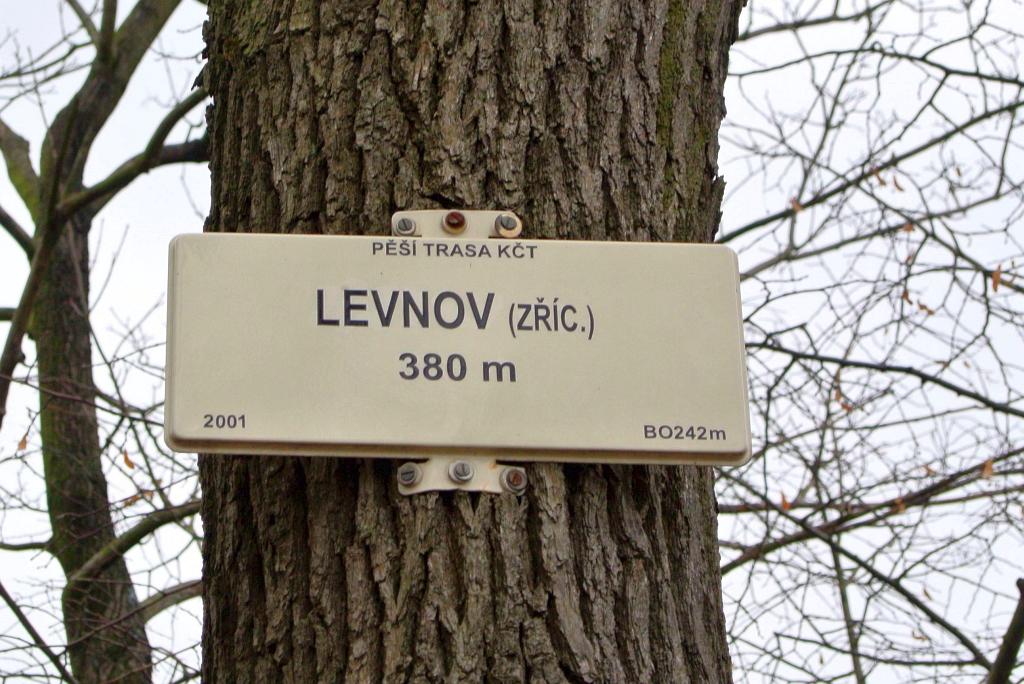 PĚŠÍ TRASA KČT
LEVNOV (ZŘÍC.)
380 m
2001 BO242m